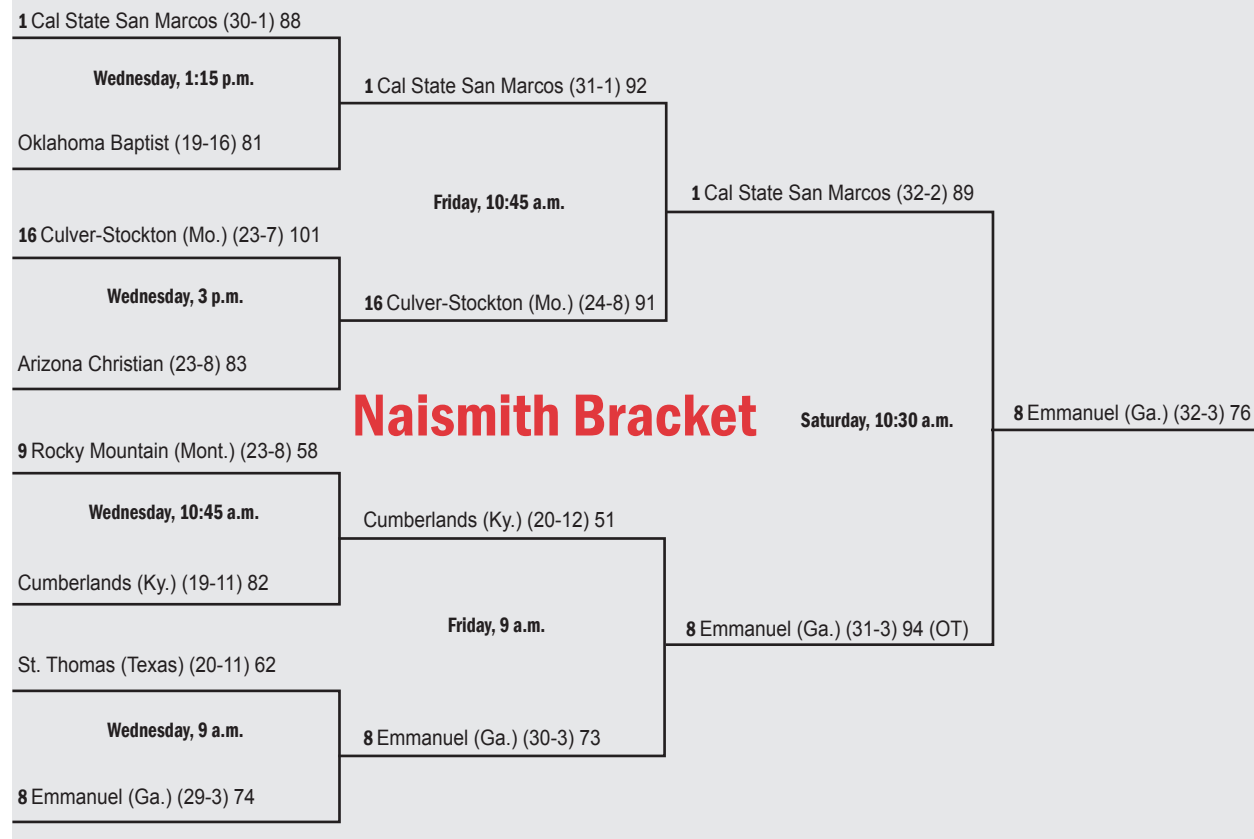 1 Cal State San Marcos (30-1) 88
Wednesday, 1:15 p.m.
Oklahoma Baptist (19-16) 81
16 Culver-Stockton (Mo.) (23-7) 101
Wednesday, 3 p.m.
Arizona Christian (23-8) 83
9 Rocky Mountain (Mont.) (23-8) 58
Wednesday, 10:45 a.m.
Cumberlands (Ky.) (19-11) 82
St. Thomas (Texas) (20-11) 62
Wednesday, 9 a.m.
8 Emmanuel (Ga.) (29-3) 74
1 Cal State San Marcos (31-1) 92
Friday, 10:45 a.m.
16 Culver-Stockton (Mo.) (24-8) 91
Naismith Bracket
Cumberlands (Ky.) (20-12) 51
Friday, 9 a.m.
8 Emmanuel (Ga.) (30-3) 73
1 Cal State San Marcos (32-2) 89
Saturday, 10:30 a.m.
8 Emmanuel (Ga.) (31-3) 94 (OT)
8 Emmanuel (Ga.) (32-3) 76